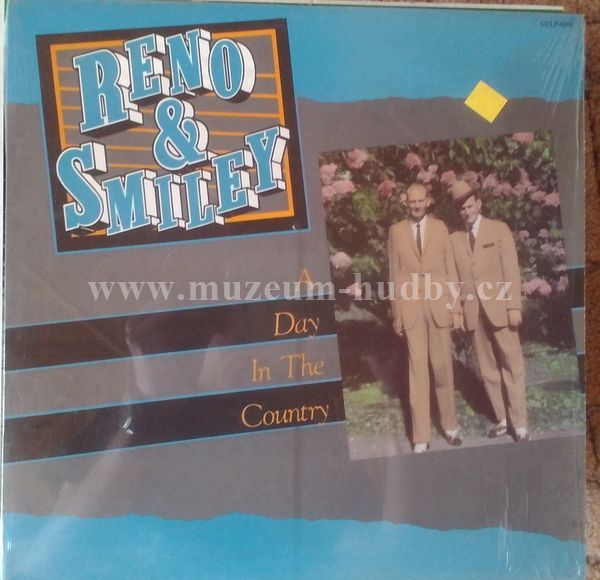 RENO
&
SMILEY
A
Day
In The
Country
www.muzeum-hudby.cz